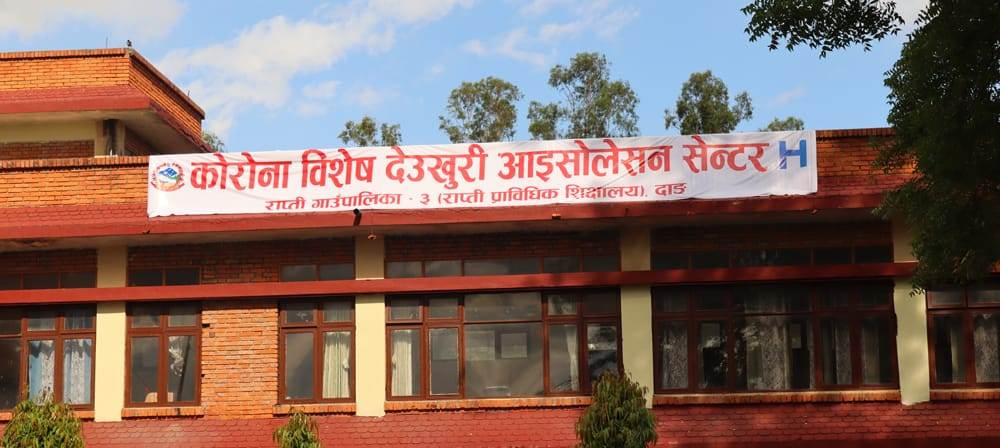 कोरोना विशेष देउखुरी आइसोलेसन सेन्टर H
राप्ती गाउँपालिका - ३ (राप्ती प्राविधिक शिक्षालय), दाङ